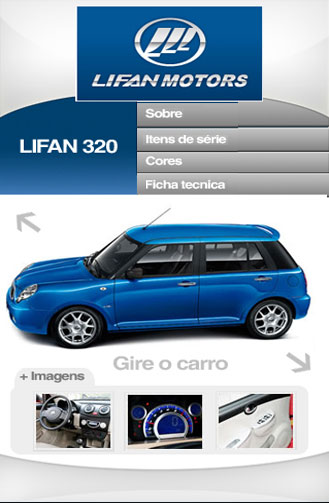 LIFAN MOTORS
LIFAN 320
Sobre
Itens de série
Cores
Ficha tecnica
Gire o carro
+ Imagens